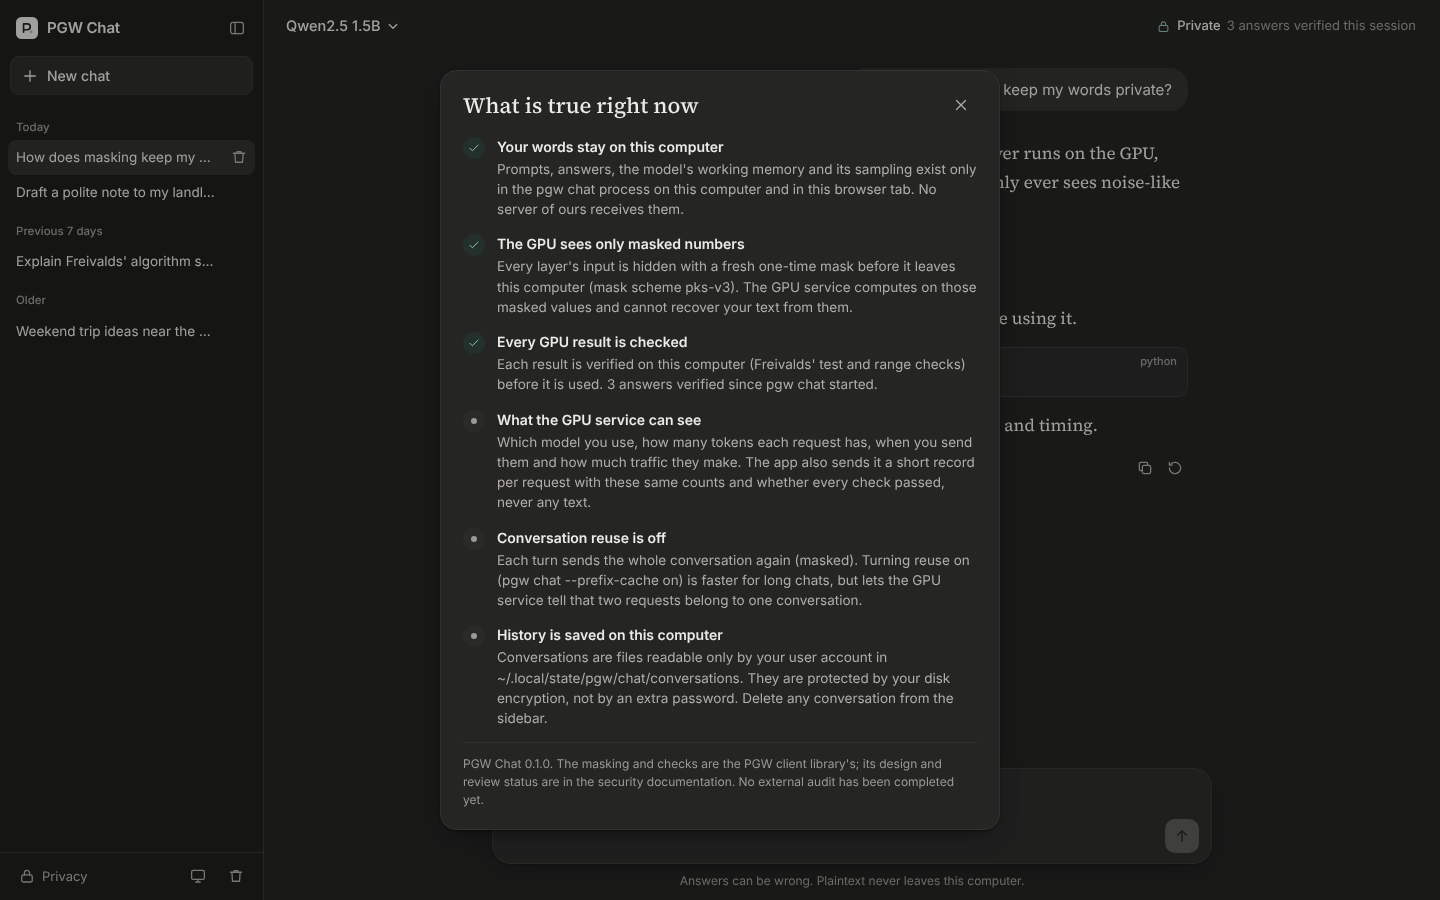 PGW Chat
New chat
Today
How does masking keep my ...
Draft a polite note to my landl...
Previous 7 days
Explain Freivalds' algorithm s...
Older
Weekend trip ideas near the ...
Privacy
Qwen2.5 1.5B
Private 3 answers verified this session
keep my words private?
er runs on the GPU,
ly ever sees noise-like
e using it.
python
and timing.
What is true right now
Your words stay on this computer
Prompts, answers, the model's working memory and its sampling exist only
in the pgw chat process on this computer and in this browser tab. No
server of ours receives them.
The GPU sees only masked numbers
Every layer's input is hidden with a fresh one-time mask before it leaves
this computer (mask scheme pks-v3). The GPU service computes on those
masked values and cannot recover your text from them.
Every GPU result is checked
Each result is verified on this computer (Freivalds' test and range checks)
before it is used. 3 answers verified since pgw chat started.
What the GPU service can see
Which model you use, how many tokens each request has, when you send
them and how much traffic they make. The app also sends it a short record
per request with these same counts and whether every check passed,
never any text.
Conversation reuse is off
Each turn sends the whole conversation again (masked). Turning reuse on
(pgw chat --prefix-cache on) is faster for long chats, but lets the GPU
service tell that two requests belong to one conversation.
History is saved on this computer
Conversations are files readable only by your user account in
~/.local/state/pgw/chat/conversations. They are protected by your disk
encryption, not by an extra password. Delete any conversation from the
sidebar.
PGW Chat 0.1.0. The masking and checks are the PGW client library's; its design and
review status are in the security documentation. No external audit has been completed
yet.
Answers can be wrong. Plaintext never leaves this computer.